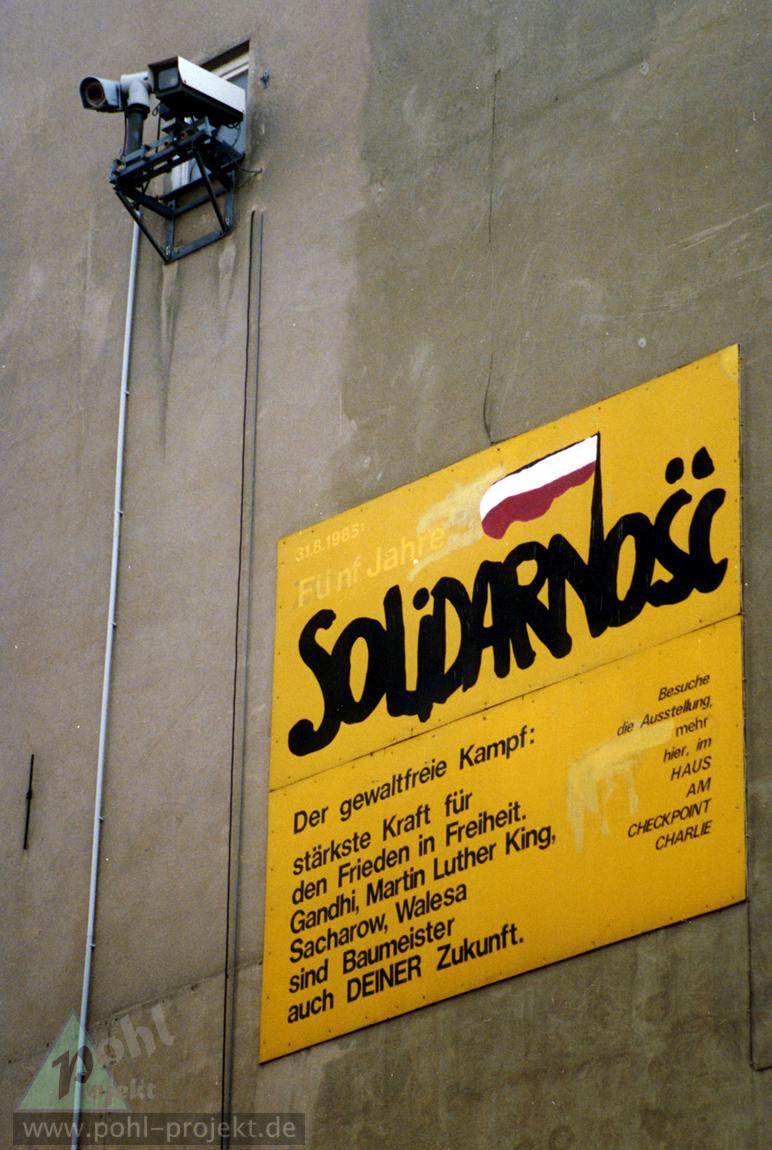 31.8.1985:
Fünf Jahre
SOLIDARNOŚĆ
Der gewaltfreie Kampf:
stärkste Kraft für
den Frieden in Freiheit.
Gandhi, Martin Luther King,
Sacharow, Walesa
sind Baumeister
auch DEINER Zukunft.
Besuche
die Ausstellung,
mehr
hier, im
HAUS
AM
CHECKPOINT
CHARLIE
pohl
projekt
www.pohl-projekt.de